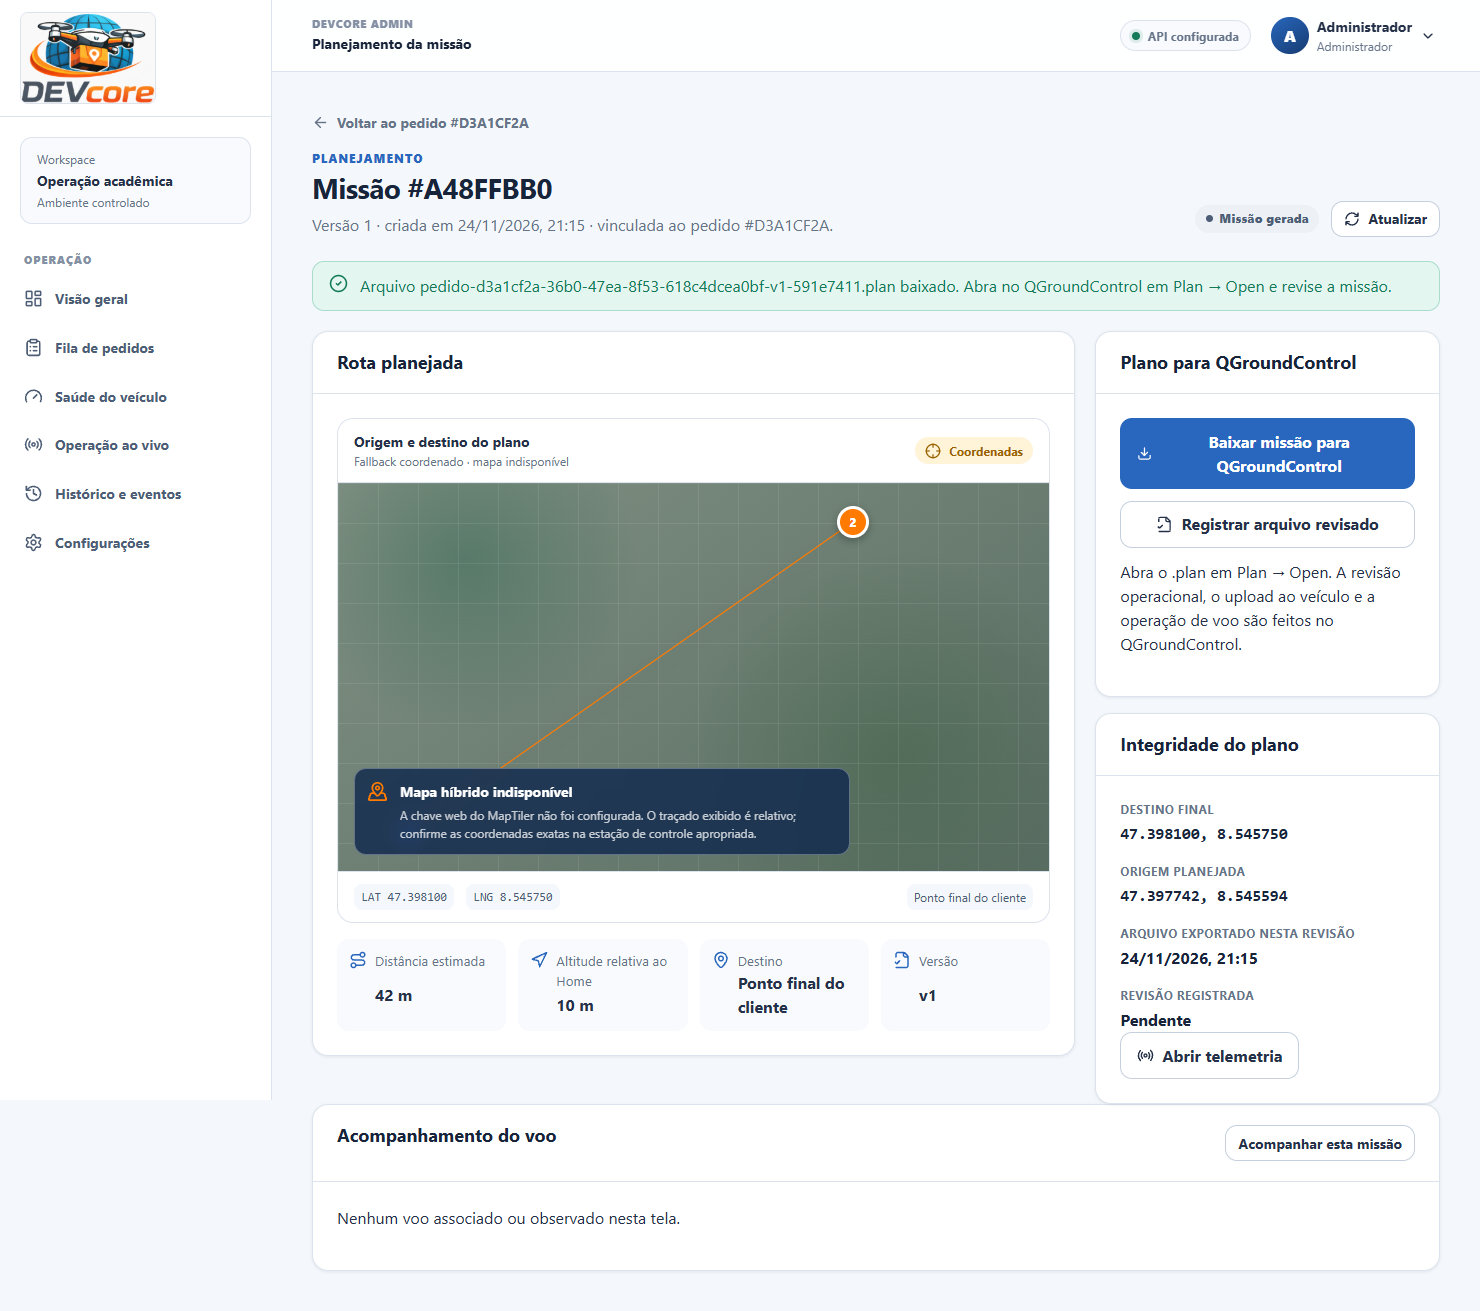 DEVcore
Workspace
Operação acadêmica
Ambiente controlado
OPERAÇÃO
Visão geral
Fila de pedidos
Saúde do veículo
Operação ao vivo
Histórico e eventos
Configurações
DEVCORE ADMIN
Planejamento da missão
API configurada
A
Administrador
Administrador
Voltar ao pedido #D3A1CF2A
PLANEJAMENTO
Missão #A48FFBB0
Versão 1 · criada em 24/11/2026, 21:15 · vinculada ao pedido #D3A1CF2A.
Missão gerada
Atualizar
Arquivo pedido-d3a1cf2a-36b0-47ea-8f53-618c4dcea0bf-v1-591e7411.plan baixado. Abra no QGroundControl em Plan → Open e revise a missão.
Rota planejada
Origem e destino do plano
Fallback coordenado · mapa indisponível
Coordenadas
2
Mapa híbrido indisponível
A chave web do MapTiler não foi configurada. O traçado exibido é relativo;
confirme as coordenadas exatas na estação de controle apropriada.
LAT 47.398100
LNG 8.545750
Ponto final do cliente
Distância estimada
42 m
Altitude relativa ao
Home
10 m
Destino
Ponto final do
cliente
Versão
v1
Plano para QGroundControl
Baixar missão para
QGroundControl
Registrar arquivo revisado
Abra o .plan em Plan → Open. A revisão
operacional, o upload ao veículo e a
operação de voo são feitos no
QGroundControl.
Integridade do plano
DESTINO FINAL
47.398100, 8.545750
ORIGEM PLANEJADA
47.397742, 8.545594
ARQUIVO EXPORTADO NESTA REVISÃO
24/11/2026, 21:15
REVISÃO REGISTRADA
Pendente
Abrir telemetria
Acompanhamento do voo
Acompanhar esta missão
Nenhum voo associado ou observado nesta tela.